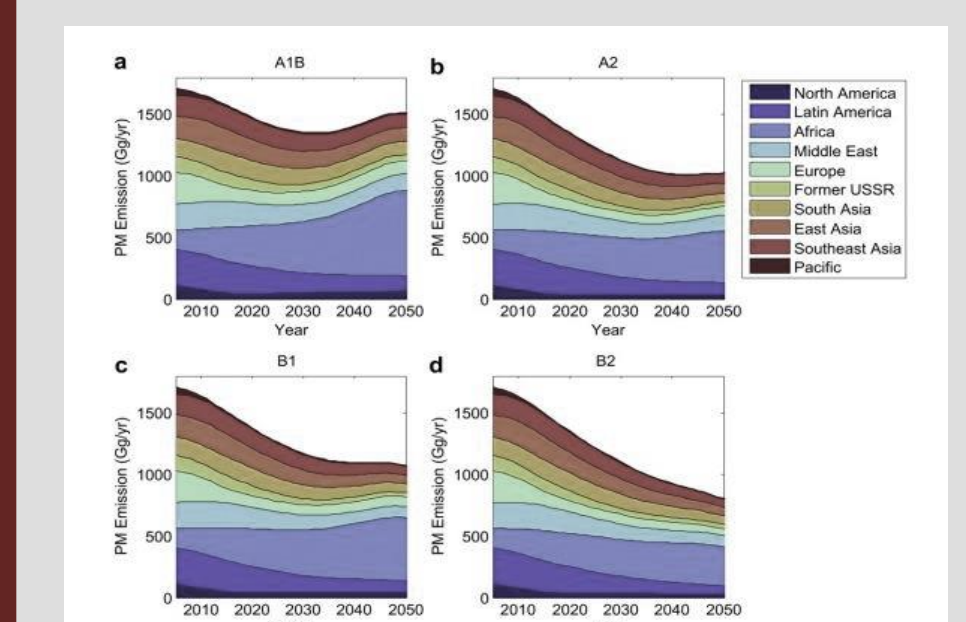 a
A1B
PM Emission (Gg/yr)
1500
1000
500
0
2010 2020 2030 2040 2050
Year
b
A2
PM Emission (Gg/yr)
1500
1000
500
0
2010 2020 2030 2040 2050
Year
North America
Latin America
Africa
Middle East
Europe
Former USSR
South Asia
East Asia
Southeast Asia
Pacific
c
B1
PM Emission (Gg/yr)
1500
1000
500
0
2010 2020 2030 2040 2050
d
B2
PM Emission (Gg/yr)
1500
1000
500
0
2010 2020 2030 2040 2050